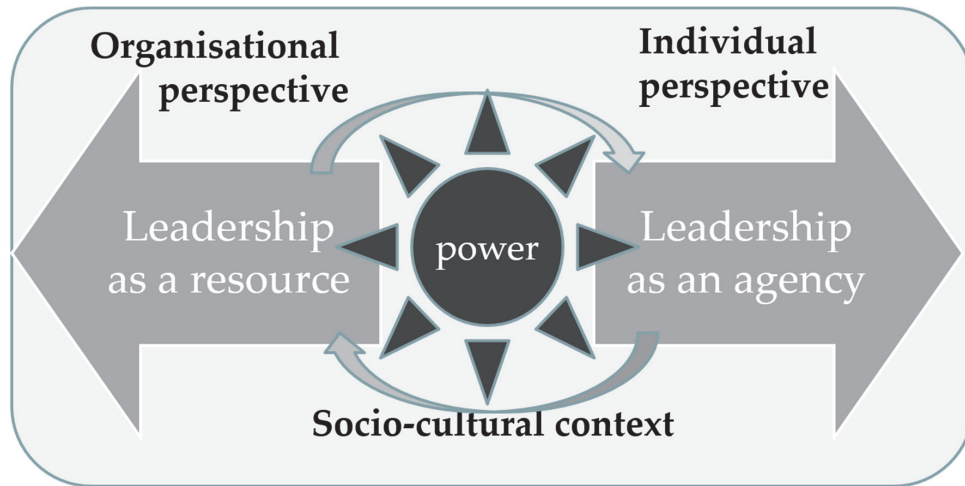 Organisational
perspective
Individual
perspective
Leadership
as a resource
power
Leadership
as an agency
Socio-cultural context